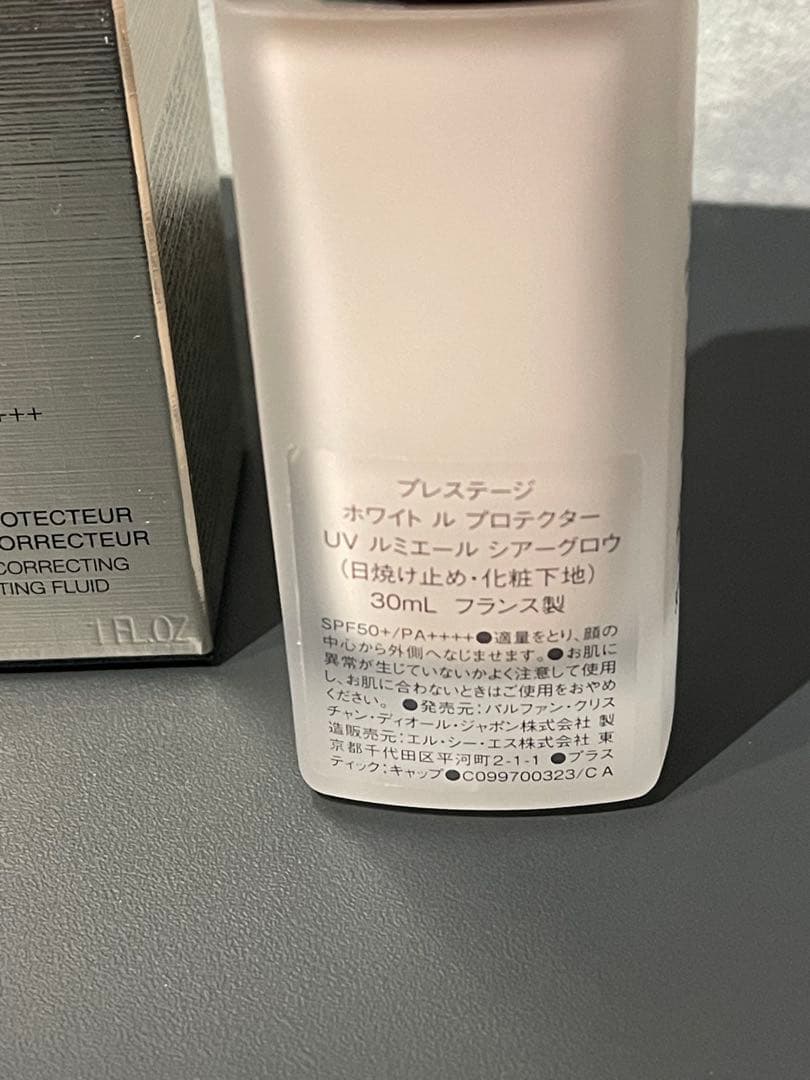 +++
OTECTEUR
ORRECTEUR
CORRECTING
TING FLUID
1 FL.OZ
プレステージ
ホワイト ル プロテクター
UV ルミエール シアーグロウ
(日焼け止め・化粧下地)
30mL フランス製
SPF50+/PA++++●適量をとり、顔の
中心から外側へなじませます。●お肌に
異常が生じていないかよく注意して使用
し、お肌に合わないときはご使用をおやめ
ください。 ●発売元:パルファン・クリス
チャン・ディオール・ジャポン株式会社 製
造販売元:エル・シー・エス株式会社 東
京都千代田区平河町2-1-1 ●プラス
ティック:キャップ●C099700323/CA